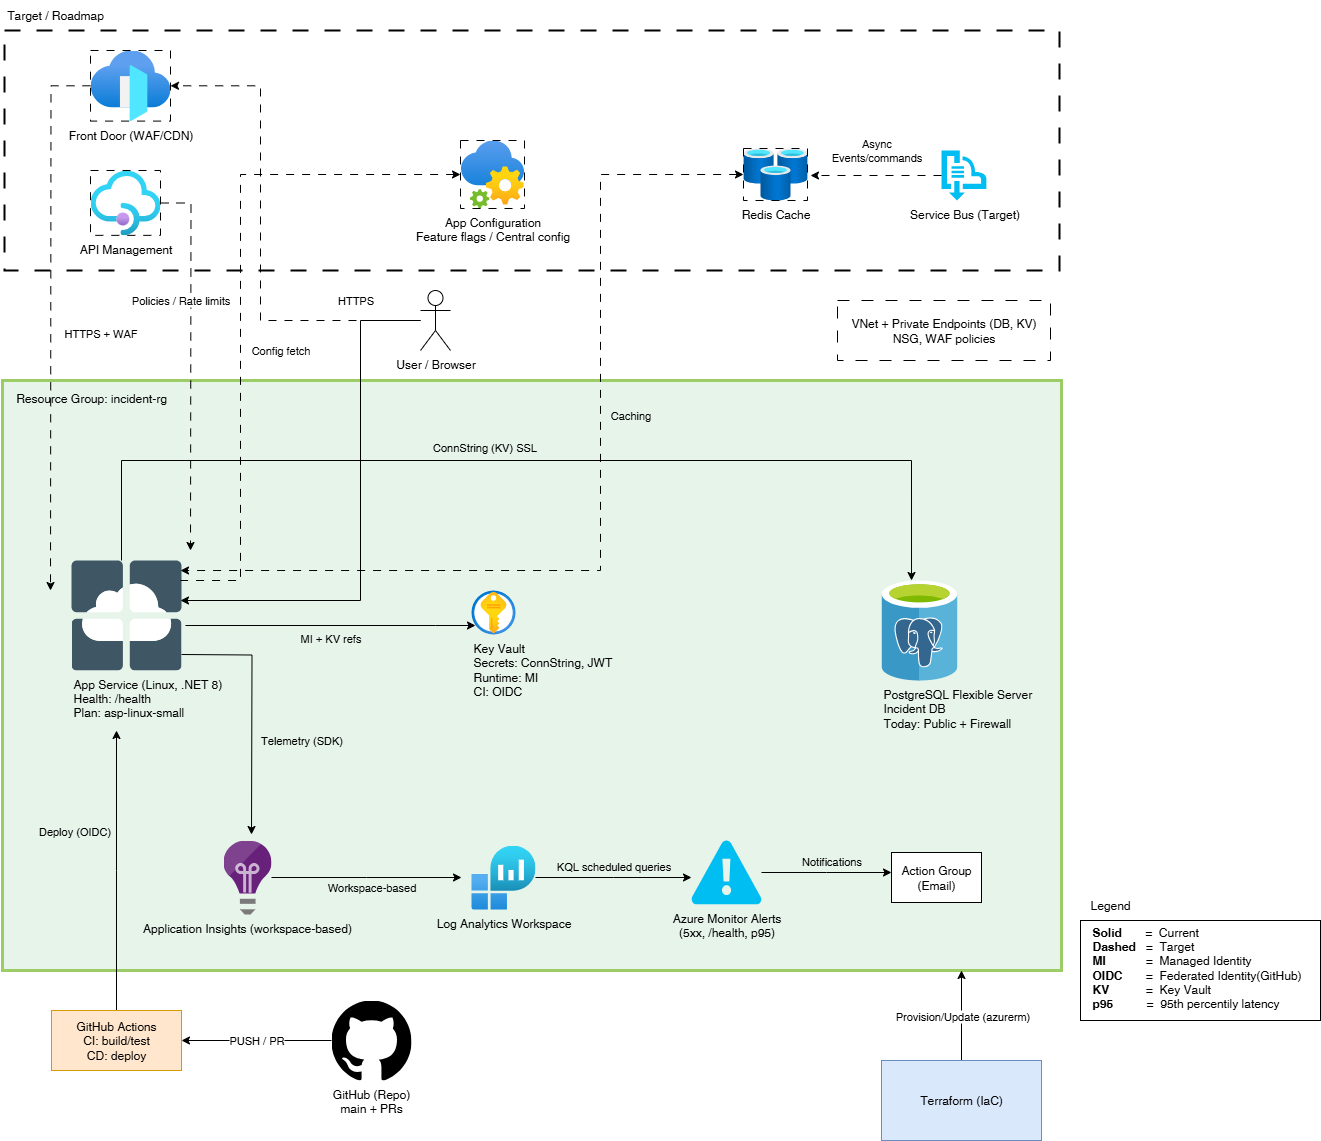 Target / Roadmap
Front Door (WAF/CDN)
API Management
App Configuration
Feature flags / Central config
Redis Cache
Async
Events/commands
Service Bus (Target)
Policies / Rate limits
HTTPS
HTTPS + WAF
Config fetch
User / Browser
VNet + Private Endpoints (DB, KV)
NSG, WAF policies
Resource Group: incident-rg
Caching
ConnString (KV) SSL
App Service (Linux, .NET 8)
Health: /health
Plan: asp-linux-small
MI + KV refs
Key Vault
Secrets: ConnString, JWT
Runtime: MI
CI: OIDC
PostgreSQL Flexible Server
Incident DB
Today: Public + Firewall
Telemetry (SDK)
Deploy (OIDC)
Application Insights (workspace-based)
Workspace-based
Log Analytics Workspace
KQL scheduled queries
Azure Monitor Alerts
(5xx, /health, p95)
Notifications
Action Group
(Email)
Legend
Solid = Current
Dashed = Target
MI = Managed Identity
OIDC = Federated Identity(GitHub)
KV = Key Vault
p95 = 95th percentily latency
GitHub Actions
CI: build/test
CD: deploy
PUSH / PR
GitHub (Repo)
main + PRs
Provision/Update (azurerm)
Terraform (IaC)